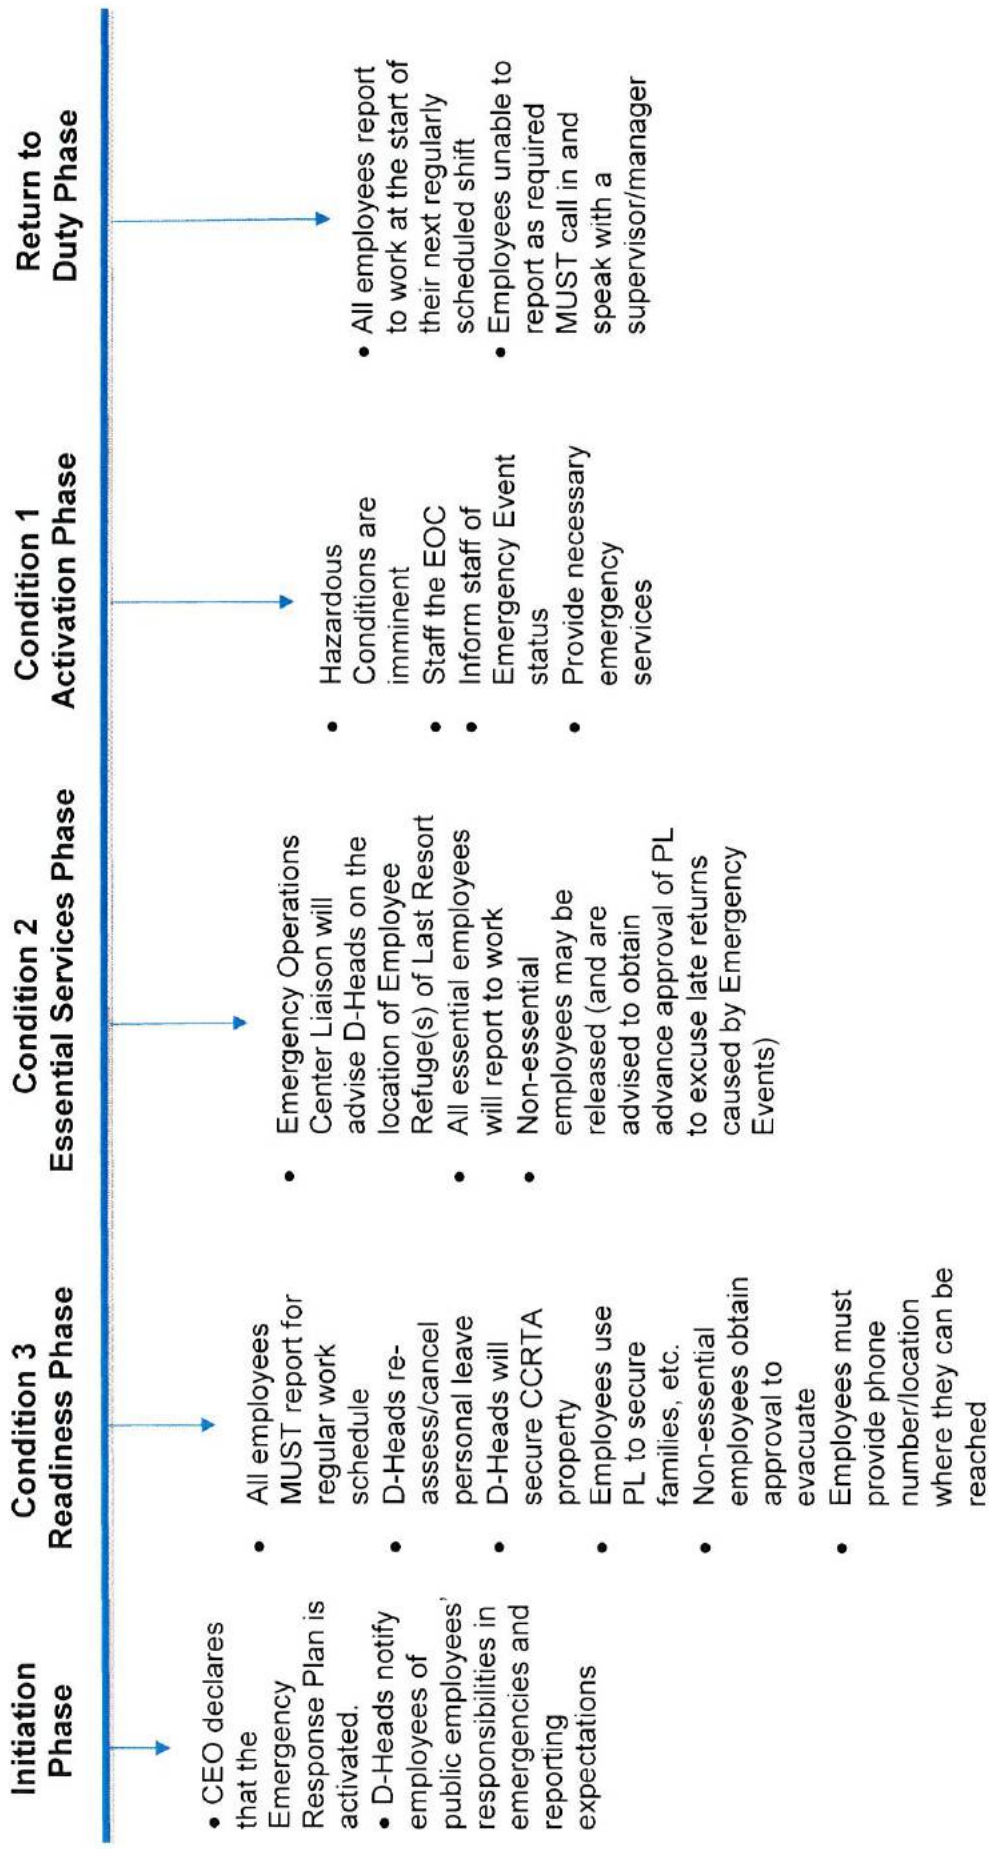 Initiation
Phase
• CEO declares
that the
Emergency
Response Plan is
activated.
• D-Heads notify
employees of
public employees'
responsibilities in
emergencies and
reporting
expectations
Condition 3
Readiness Phase
• All employees
MUST report for
regular work
schedule
• D-Heads re-
assess/cancel
personal leave
• D-Heads will
secure CCRTA
property
• Employees use
PL to secure
families, etc.
• Non-essential
employees obtain
approval to
evacuate
• Employees must
provide phone
number/location
where they can be
reached
Condition 2
Essential Services Phase
• Emergency Operations
Center Liaison will
advise D-Heads on the
location of Employee
Refuge(s) of Last Resort
• All essential employees
will report to work
• Non-essential
employees may be
released (and are
advised to obtain
advance approval of PL
to excuse late returns
caused by Emergency
Events)
Condition 1
Activation Phase
• Hazardous
Conditions are
imminent
• Staff the EOC
• Inform staff of
Emergency Event
status
• Provide necessary
emergency
services
Return to
Duty Phase
• All employees report
to work at the start of
their next regularly
scheduled shift
• Employees unable to
report as required
MUST call in and
speak with a
supervisor/manager